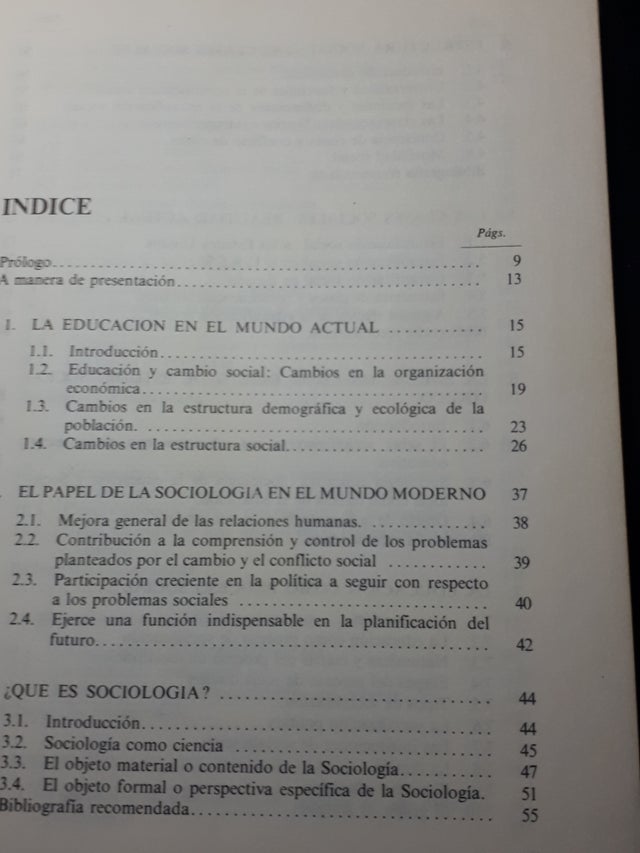 INDICE
Págs.
Prólogo........................................................ 9
A manera de presentación...................................... 13
1. LA EDUCACION EN EL MUNDO ACTUAL ............ 15
1.1. Introducción............................................. 15
1.2. Educación y cambio social: Cambios en la organización
económica................................................ 19
1.3. Cambios en la estructura demográfica y ecológica de la
población. ............................................... 23
1.4. Cambios en la estructura social......................... 26
. EL PAPEL DE LA SOCIOLOGIA EN EL MUNDO MODERNO 37
2.1. Mejora general de las relaciones humanas. ............. 38
2.2. Contribución a la comprensión y control de los problemas
planteados por el cambio y el conflicto social ............ 39
2.3. Participación creciente en la política a seguir con respecto
a los problemas sociales ................................. 40
2.4. Ejerce una función indispensable en la planificación del
futuro.................................................... 42
¿QUE ES SOCIOLOGIA? ................................. 44
3.1. Introducción............................................. 44
3.2. Sociología como ciencia ................................. 45
3.3. El objeto material o contenido de la Sociología........... 47
3.4. El objeto formal o perspectiva específica de la Sociología. 51
Bibliografía recomendada....................................... 55